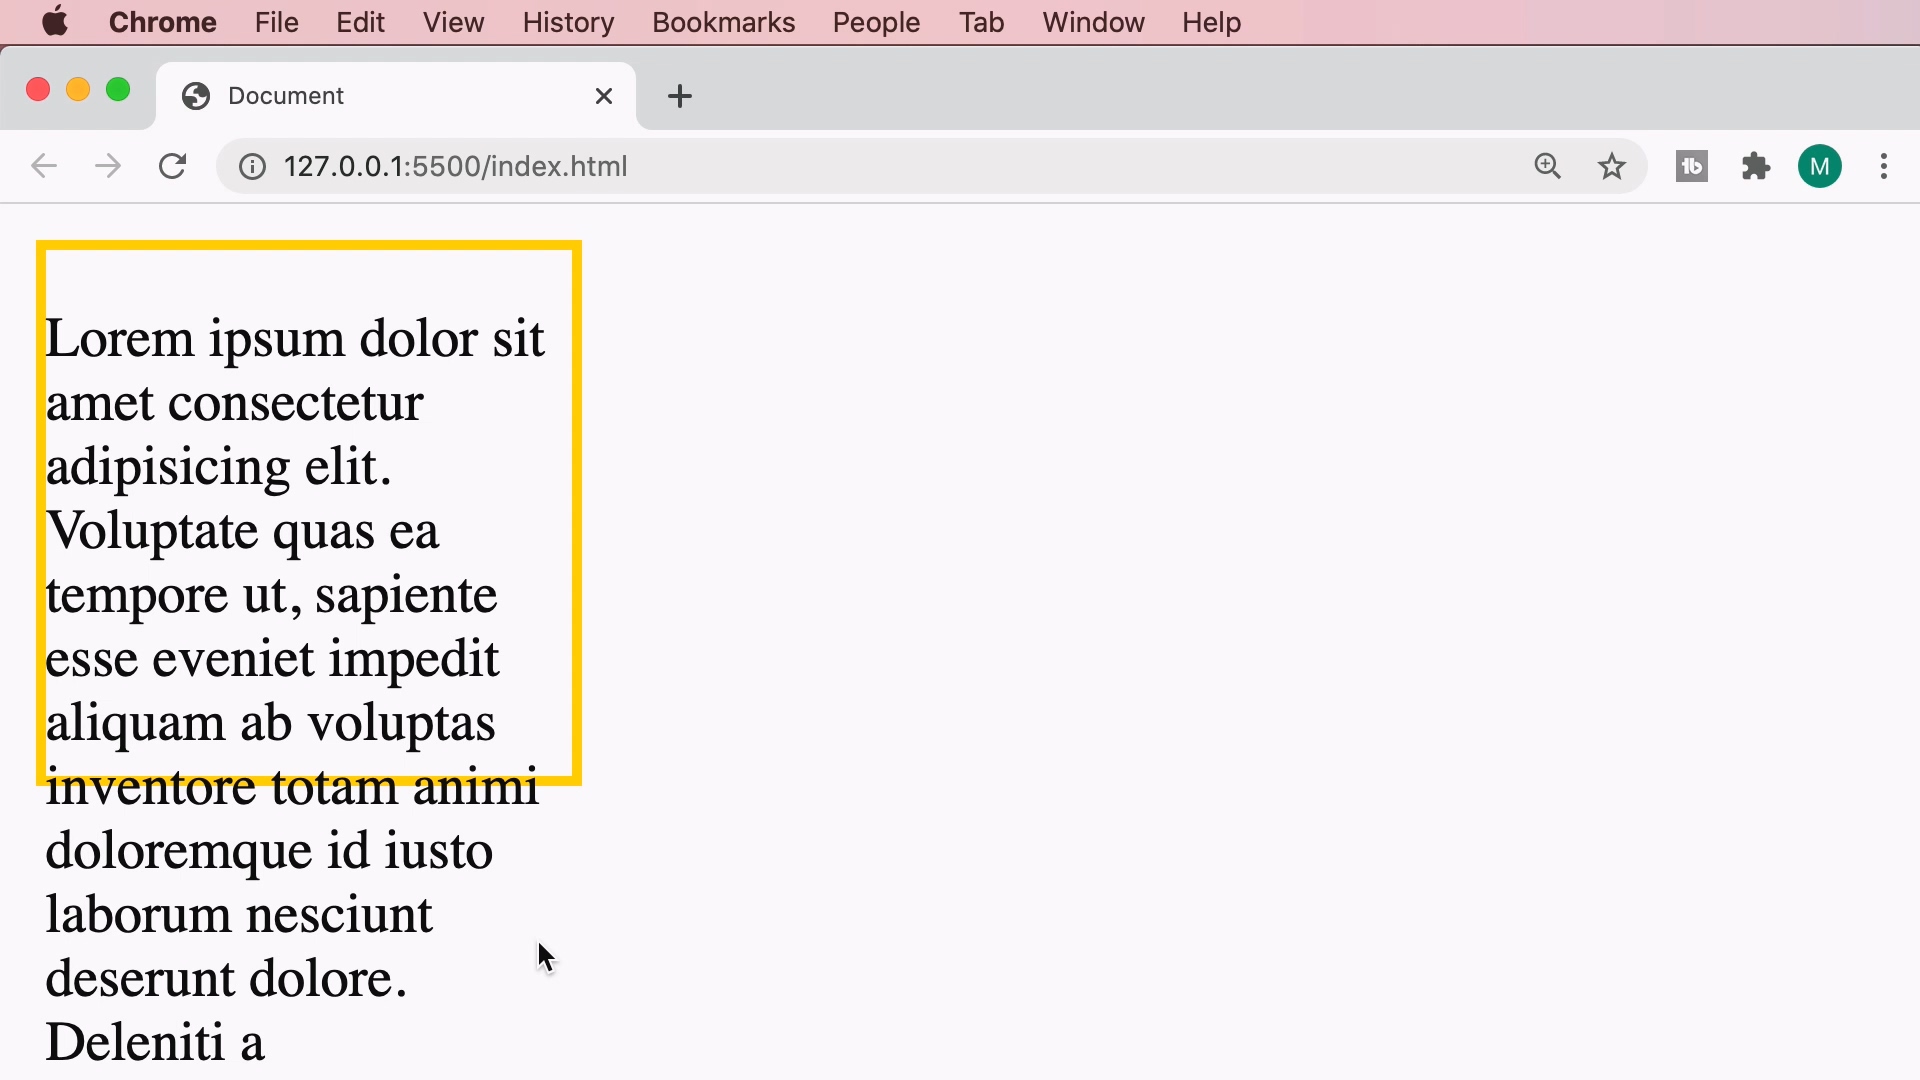 Chrome File Edit View History Bookmarks People Tab Window Help
Document
127.0.0.1:5500/index.html
tb
M
Lorem ipsum dolor sit
amet consectetur
adipisicing elit.
Voluptate quas ea
tempore ut, sapiente
esse eveniet impedit
aliquam ab voluptas
inventore totam animi
doloremque id iusto
laborum nesciunt
deserunt dolore.
Deleniti a